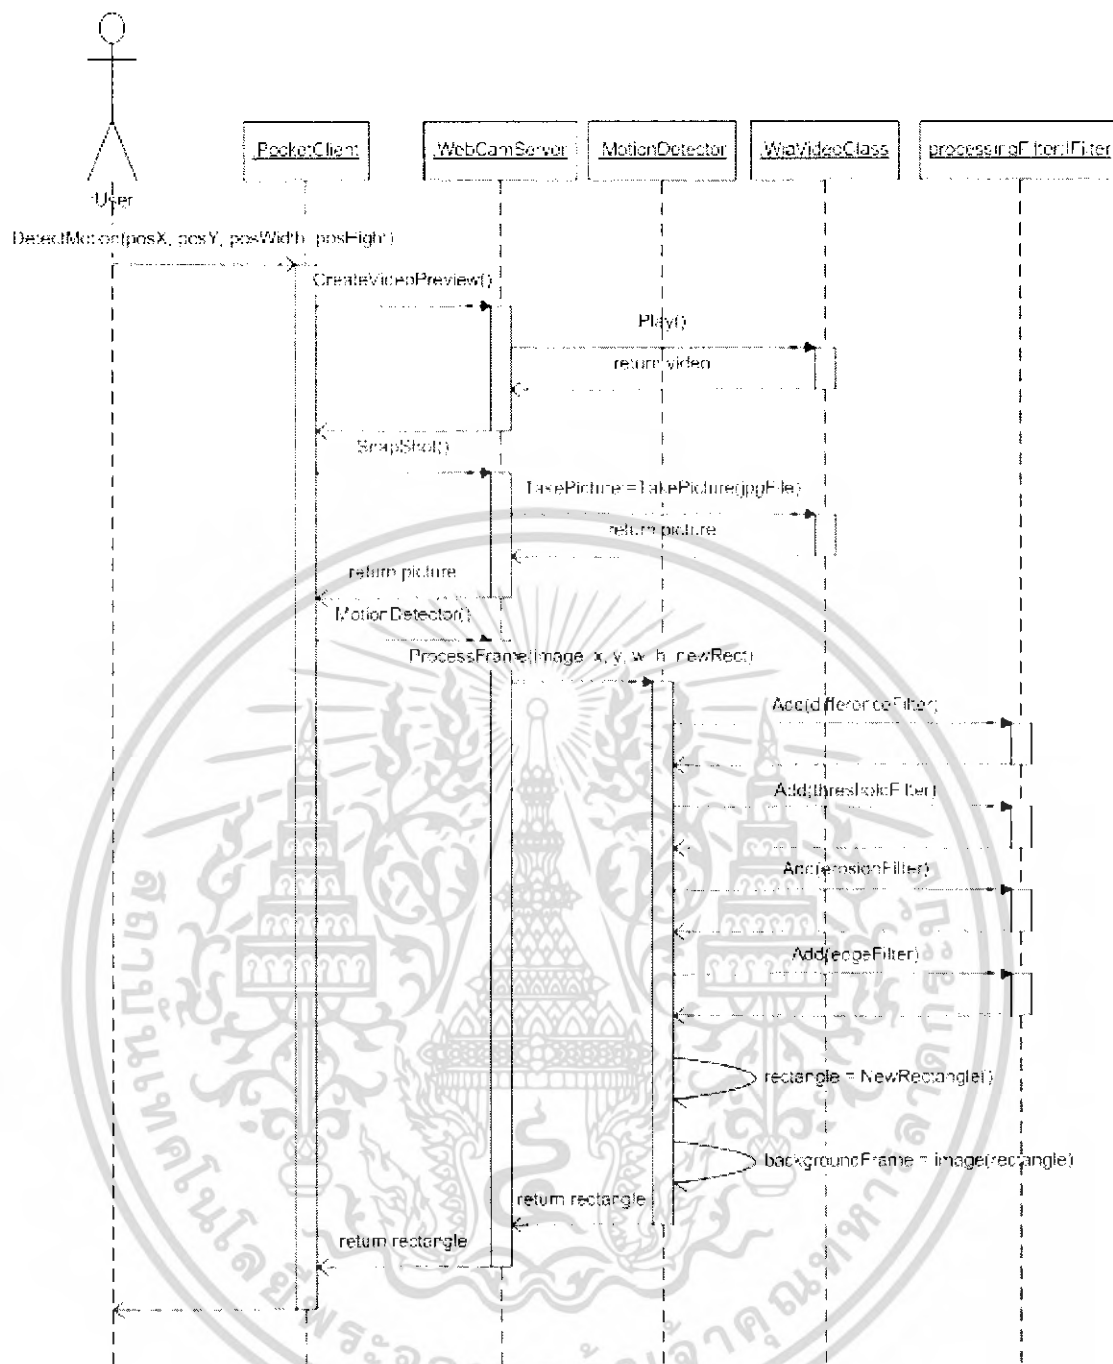 :User
:PocketClient
:WebCamServer
:MotionDetector
:WiaVideoClass
processingFilter:IFilter
DetectMotion(posX, posY, posWidth, posHight)
CreateVideoPreview()
Play()
return video
SnapShot()
TakePicture:=TakePicture(jpgFile)
return picture
return picture
MotionDetector()
ProcessFrame(image, x, y, w, h, newRect)
Add(differenceFilter)
Add(thresholdFilter)
Add(erosionFilter)
Add(edgeFilter)
rectangle = NewRectangle()
backgroundFrame = image(rectangle)
return rectangle
return rectangle